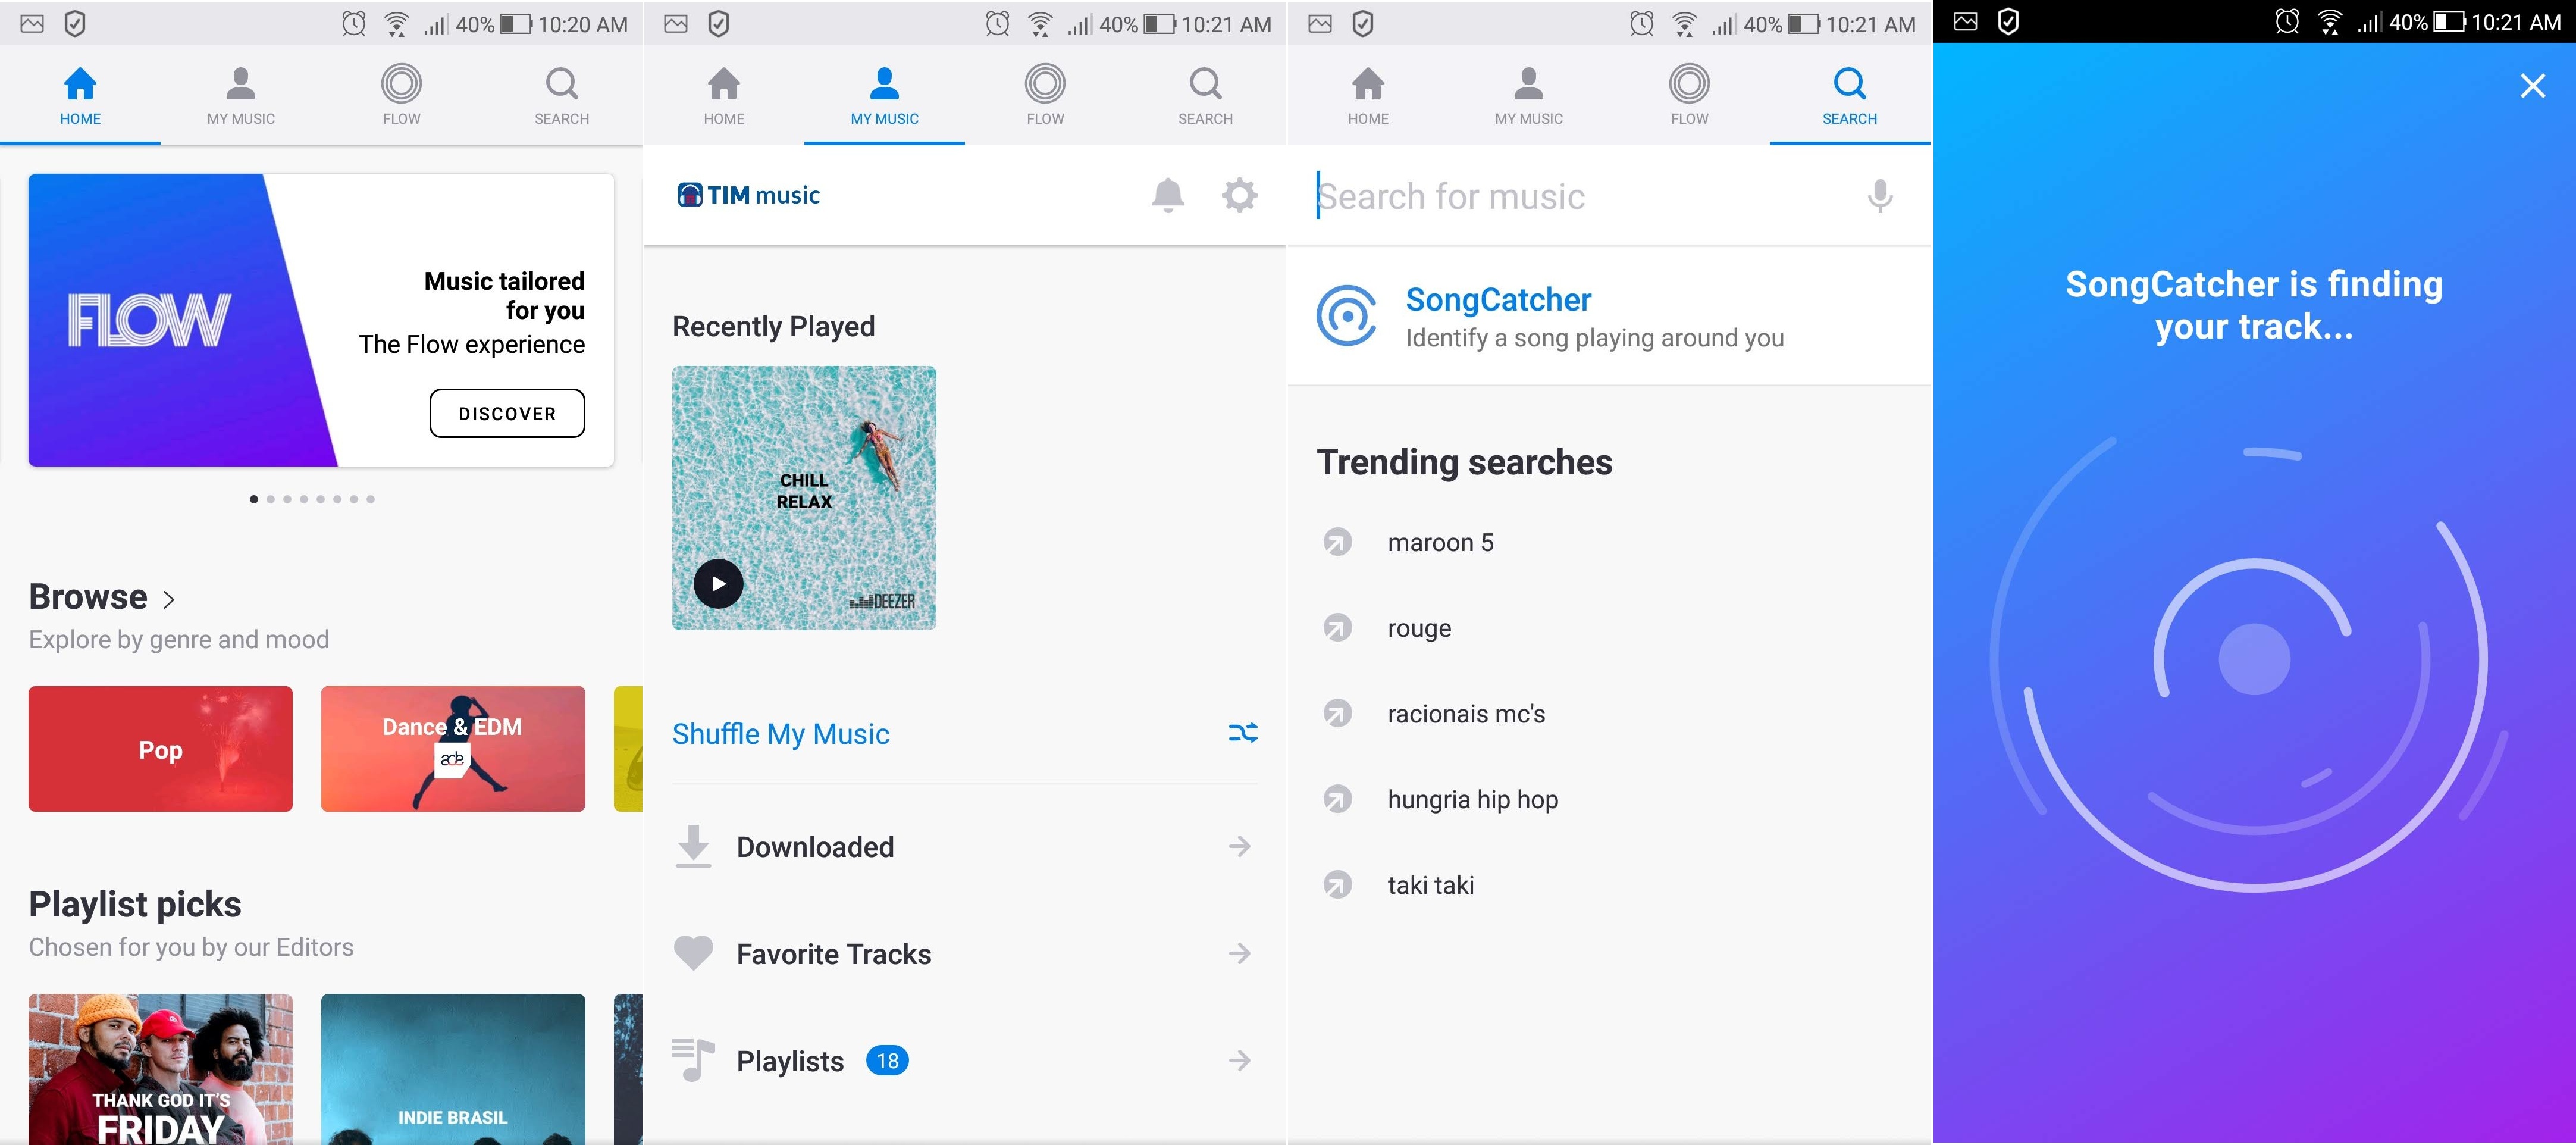 40% 10:20 AM
HOME
MY MUSIC
FLOW
SEARCH
FLOW
Music tailored
for you
The Flow experience
DISCOVER
Browse
Explore by genre and mood
Pop
Dance & EDM
ade
Playlist picks
Chosen for you by our Editors
THANK GOD IT'S
FRIDAY
INDIE BRASIL
40% 10:21 AM
HOME
MY MUSIC
FLOW
SEARCH
TIM music
Recently Played
CHILL
RELAX
DEEZER
Shuffle My Music
Downloaded
Favorite Tracks
Playlists 18
40% 10:21 AM
HOME
MY MUSIC
FLOW
SEARCH
Search for music
SongCatcher
Identify a song playing around you
Trending searches
maroon 5
rouge
racionais mc's
hungria hip hop
taki taki
40% 10:21 AM
SongCatcher is finding
your track...